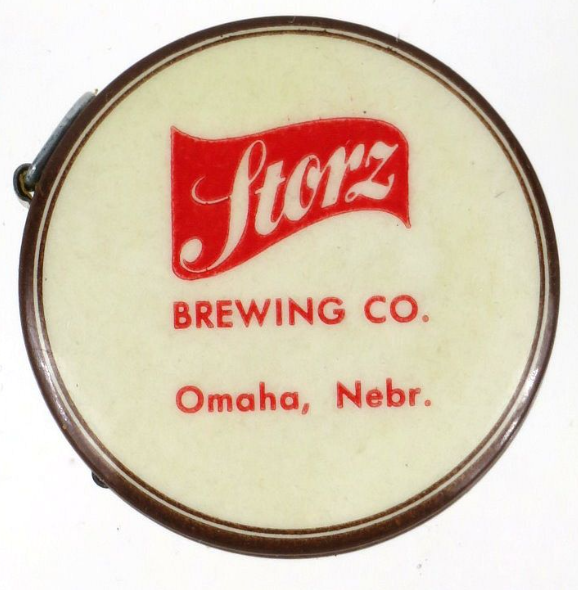 Storz
BREWING CO.
Omaha, Nebr.